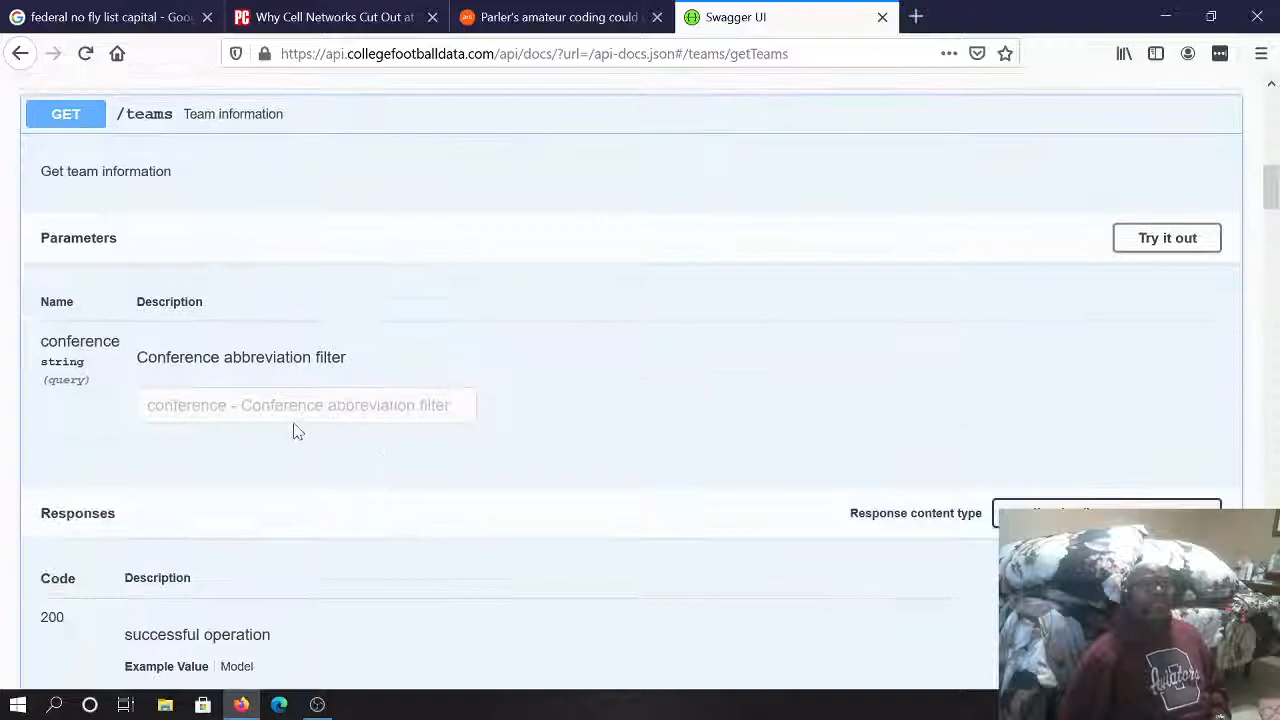 federal no fly list capital - Goo
Why Cell Networks Cut Out at
Parler's amateur coding could
Swagger UI
https://api.collegefootballdata.com/api/docs/?url=/api-docs.json#/teams/getTeams
GET /teams Team information
Get team information
Parameters
Try it out
Name Description
conference
string
(query)
Conference abbreviation filter
conference - Conference abbreviation filter
Responses
Response content type
Code Description
200
successful operation
Example Value Model
Aviators